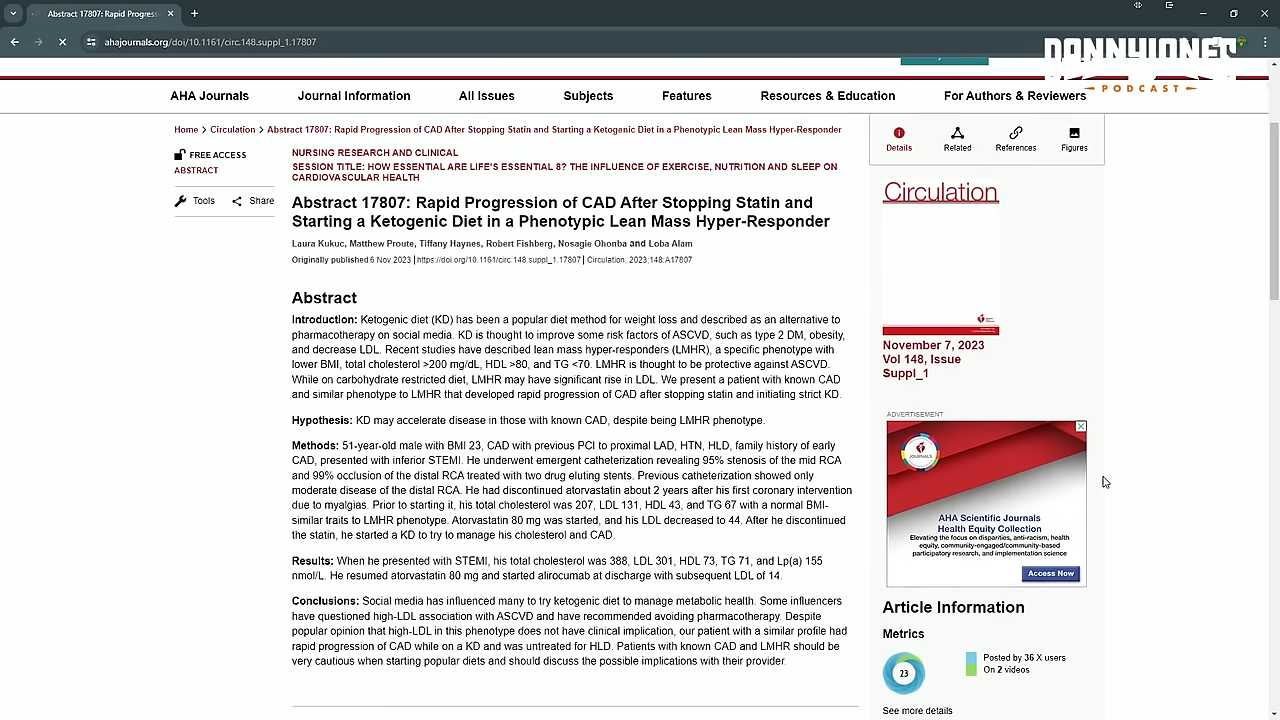 Abstract 17807: Rapid Progress
ahajournals.org/doi/10.1161/circ.148.suppl_1.17807
DANNY JONES
PODCAST
AHA Journals Journal Information All Issues Subjects Features Resources & Education For Authors & Reviewers
Home > Circulation > Abstract 17807: Rapid Progression of CAD After Stopping Statin and Starting a Ketogenic Diet in a Phenotypic Lean Mass Hyper-Responder
FREE ACCESS
ABSTRACT
Tools Share
NURSING RESEARCH AND CLINICAL
SESSION TITLE: HOW ESSENTIAL ARE LIFE'S ESSENTIAL 8? THE INFLUENCE OF EXERCISE, NUTRITION AND SLEEP ON
CARDIOVASCULAR HEALTH
Abstract 17807: Rapid Progression of CAD After Stopping Statin and
Starting a Ketogenic Diet in a Phenotypic Lean Mass Hyper-Responder
Laura Kukuc, Matthew Proute, Tiffany Haynes, Robert Fishberg, Nosagie Ohonba and Loba Alam
Originally published 6 Nov 2023 | https://doi.org/10.1161/circ.148.suppl_1.17807 | Circulation. 2023;148:A17807
Abstract
Introduction: Ketogenic diet (KD) has been a popular diet method for weight loss and described as an alternative to
pharmacotherapy on social media. KD is thought to improve some risk factors of ASCVD, such as type 2 DM, obesity,
and decrease LDL. Recent studies have described lean mass hyper-responders (LMHR), a specific phenotype with
lower BMI, total cholesterol >200 mg/dL, HDL >80, and TG <70. LMHR is thought to be protective against ASCVD.
While on carbohydrate restricted diet, LMHR may have significant rise in LDL. We present a patient with known CAD
and similar phenotype to LMHR that developed rapid progression of CAD after stopping statin and initiating strict KD.
Hypothesis: KD may accelerate disease in those with known CAD, despite being LMHR phenotype.
Methods: 51-year-old male with BMI 23, CAD with previous PCI to proximal LAD, HTN, HLD, family history of early
CAD, presented with inferior STEMI. He underwent emergent catheterization revealing 95% stenosis of the mid RCA
and 99% occlusion of the distal RCA treated with two drug eluting stents. Previous catheterization showed only
moderate disease of the distal RCA. He had discontinued atorvastatin about 2 years after his first coronary intervention
due to myalgias. Prior to starting it, his total cholesterol was 207, LDL 131, HDL 43, and TG 67 with a normal BMI-
similar traits to LMHR phenotype. Atorvastatin 80 mg was started, and his LDL decreased to 44. After he discontinued
the statin, he started a KD to try to manage his cholesterol and CAD.
Results: When he presented with STEMI, his total cholesterol was 388, LDL 301, HDL 73, TG 71, and Lp(a) 155
nmol/L. He resumed atorvastatin 80 mg and started alirocumab at discharge with subsequent LDL of 14.
Conclusions: Social media has influenced many to try ketogenic diet to manage metabolic health. Some influencers
have questioned high-LDL association with ASCVD and have recommended avoiding pharmacotherapy. Despite
popular opinion that high-LDL in this phenotype does not have clinical implication, our patient with a similar profile had
rapid progression of CAD while on a KD and was untreated for HLD. Patients with known CAD and LMHR should be
very cautious when starting popular diets and should discuss the possible implications with their provider.
Details Related References Figures
Circulation
November 7, 2023
Vol 148, Issue
Suppl_1
ADVERTISEMENT
JOURNALS
AHA Scientific Journals
Health Equity Collection
Elevating the focus on disparities, anti-racism, health
equity, community-engaged/community-based
participatory research, and implementation science
Access Now
Article Information
Metrics
23
Posted by 36 X users
On 2 videos
See more details